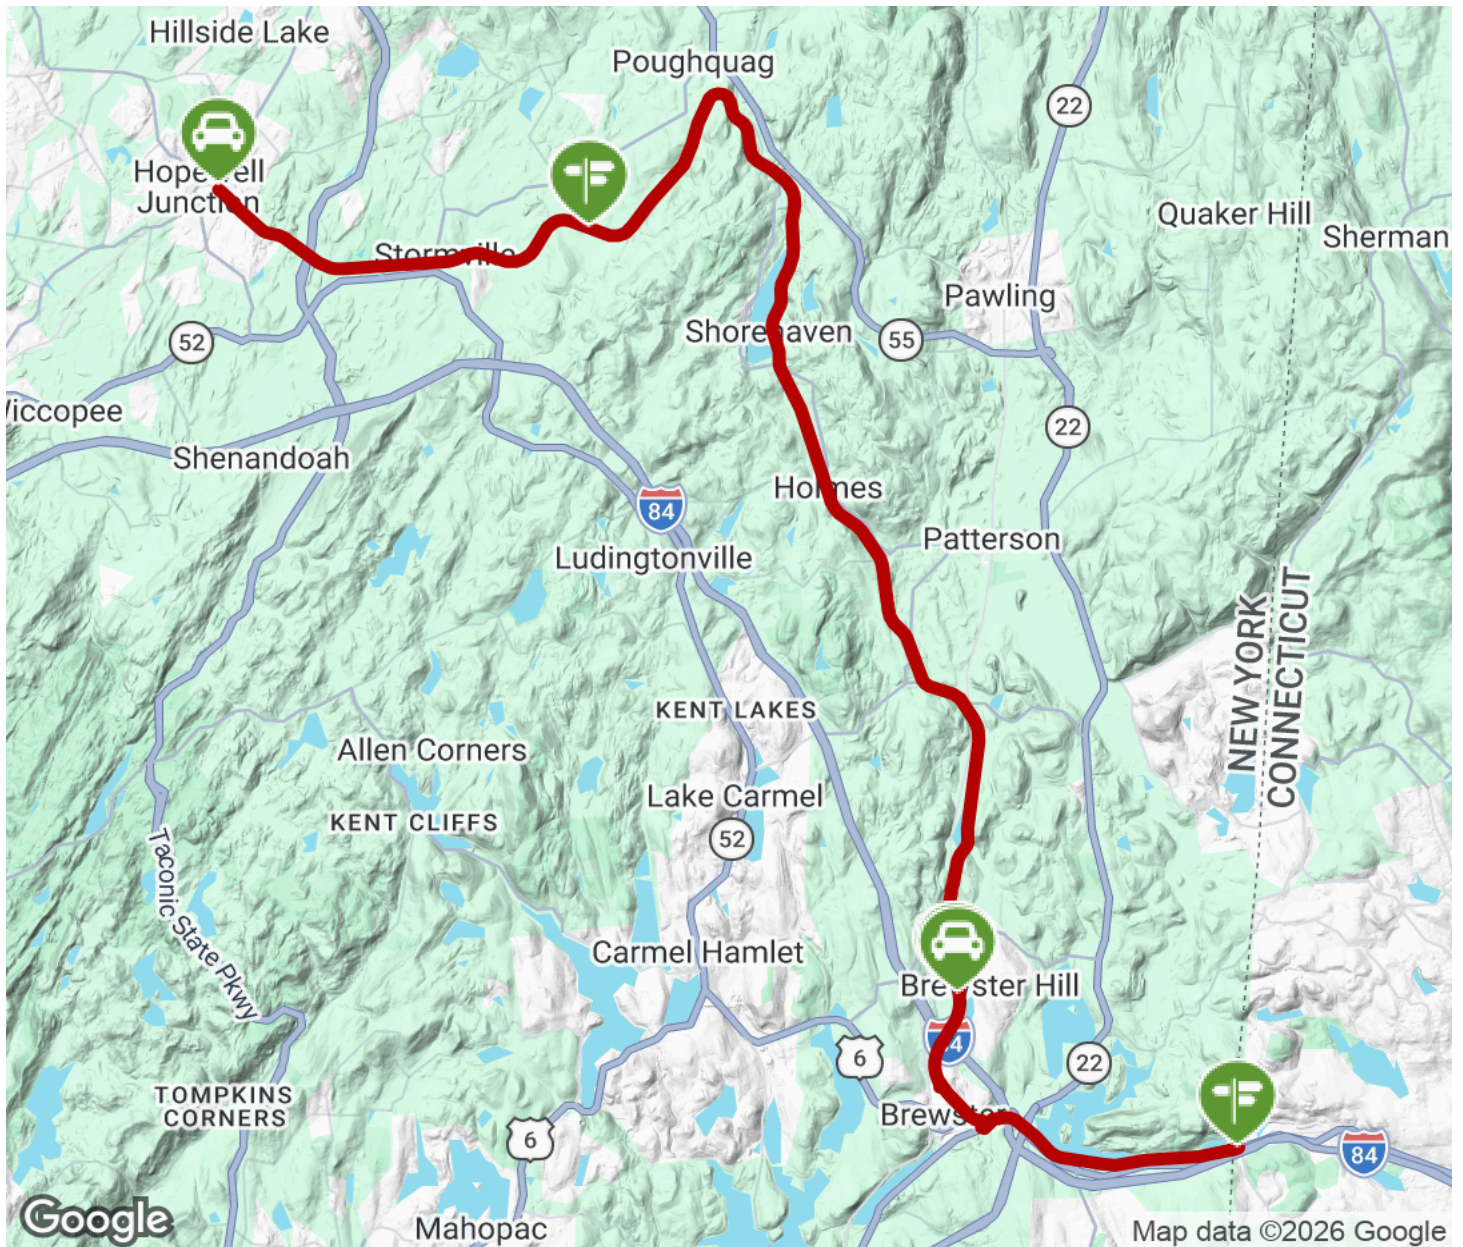 Hillside Lake
Poughquag
22
Hopewell
Junction
Quaker Hill
Sherman
Stormville
Pawling
Shorehaven
52
55
Wiccopee
22
Shenandoah
Holmes
84
Patterson
Ludingtonville
NEW YORK
CONNECTICUT
KENT LAKES
Allen Corners
Lake Carmel
KENT CLIFFS
52
Taconic State Pkwy
Carmel Hamlet
Brewster Hill
84
6
22
TOMPKINS
CORNERS
Brewster
6
84
Google
Mahopac
Map data ©2026 Google